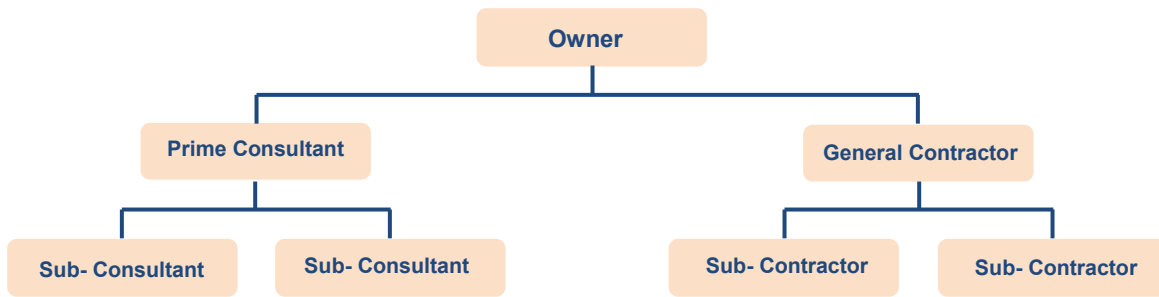 Owner
Prime Consultant
General Contractor
Sub- Consultant
Sub- Consultant
Sub- Contractor
Sub- Contractor